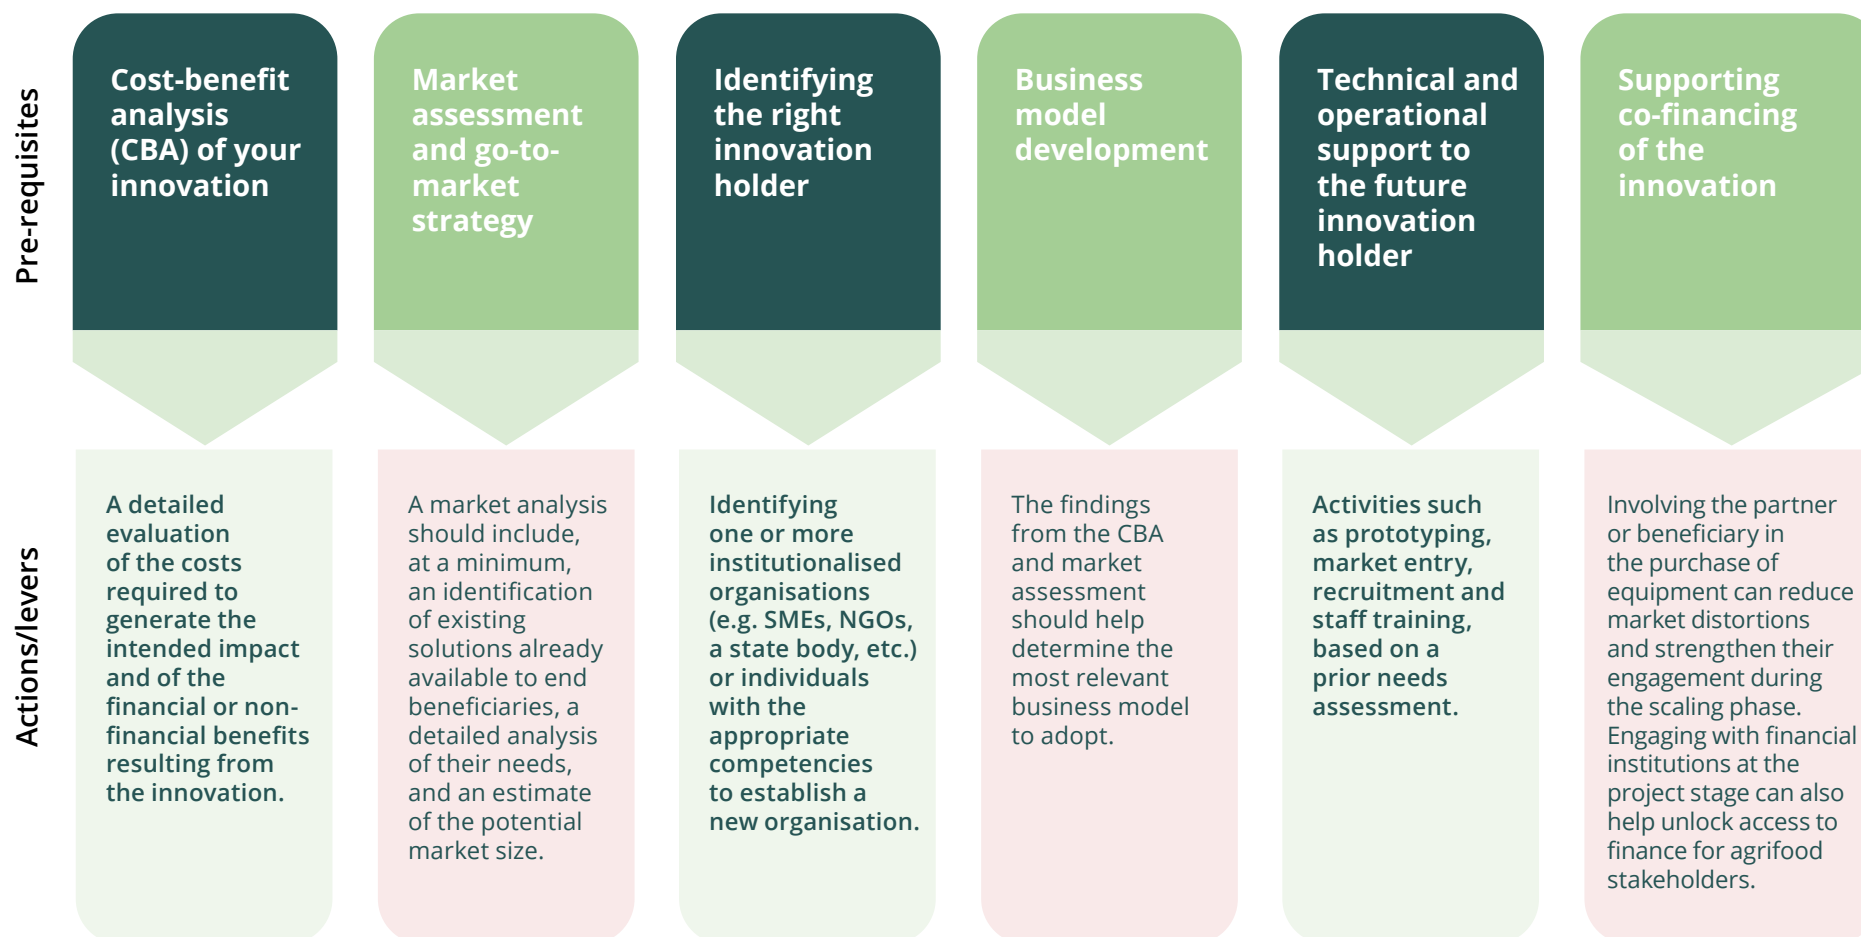 Pre-requisites
Cost-benefit
analysis
(CBA) of your
innovation
Market
assessment
and go-to-
market
strategy
Identifying
the right
innovation
holder
Business
model
development
Technical and
operational
support to
the future
innovation
holder
Supporting
co-financing
of the
innovation
Actions/levers
A detailed
evaluation
of the costs
required to
generate the
intended impact
and of the
financial or non-
financial benefits
resulting from
the innovation.
A market analysis
should include,
at a minimum,
an identification
of existing
solutions already
available to end
beneficiaries, a
detailed analysis
of their needs,
and an estimate
of the potential
market size.
Identifying
one or more
institutionalised
organisations
(e.g. SMEs, NGOs,
a state body, etc.)
or individuals
with the
appropriate
competencies
to establish a
new organisation.
The findings
from the CBA
and market
assessment
should help
determine the
most relevant
business model
to adopt.
Activities such
as prototyping,
market entry,
recruitment and
staff training,
based on a
prior needs
assessment.
Involving the partner
or beneficiary in
the purchase of
equipment can reduce
market distortions
and strengthen their
engagement during
the scaling phase.
Engaging with financial
institutions at the
project stage can also
help unlock access to
finance for agrifood
stakeholders.